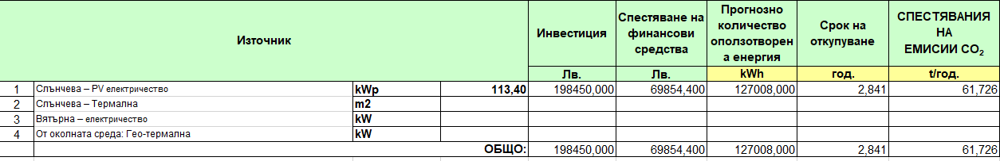 Източник
Инвестиция
Спестяване на
финансови
средства
Прогнозно
количество
оползотворен
а енергия
Срок на
откупуване
СПЕСТЯВАНИЯ
НА
ЕМИСИИ CO₂
Лв. Лв. kWh год. t/год.
1 Слънчева – PV електричество kWp 113,40 198450,000 69854,400 127008,000 2,841 61,726
2 Слънчева – Термална m2
3 Вятърна – електричество kW
4 От околната среда: Гео-термална kW
ОБЩО: 198450,000 69854,400 127008,000 2,841 61,726